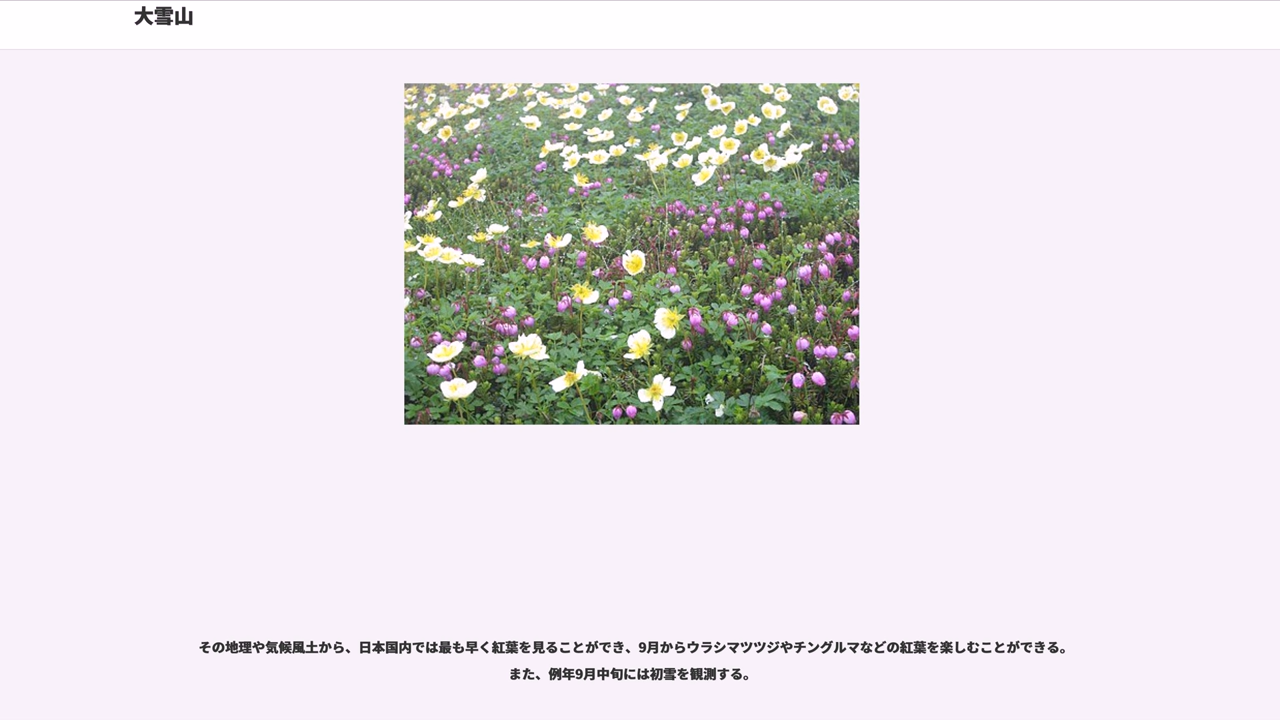 大雪山
その地理や気候風土から、日本国内では最も早く紅葉を見ることができ、9月からウラシマツツジやチングルマなどの紅葉を楽しむことができる。
また、例年9月中旬には初雪を観測する。